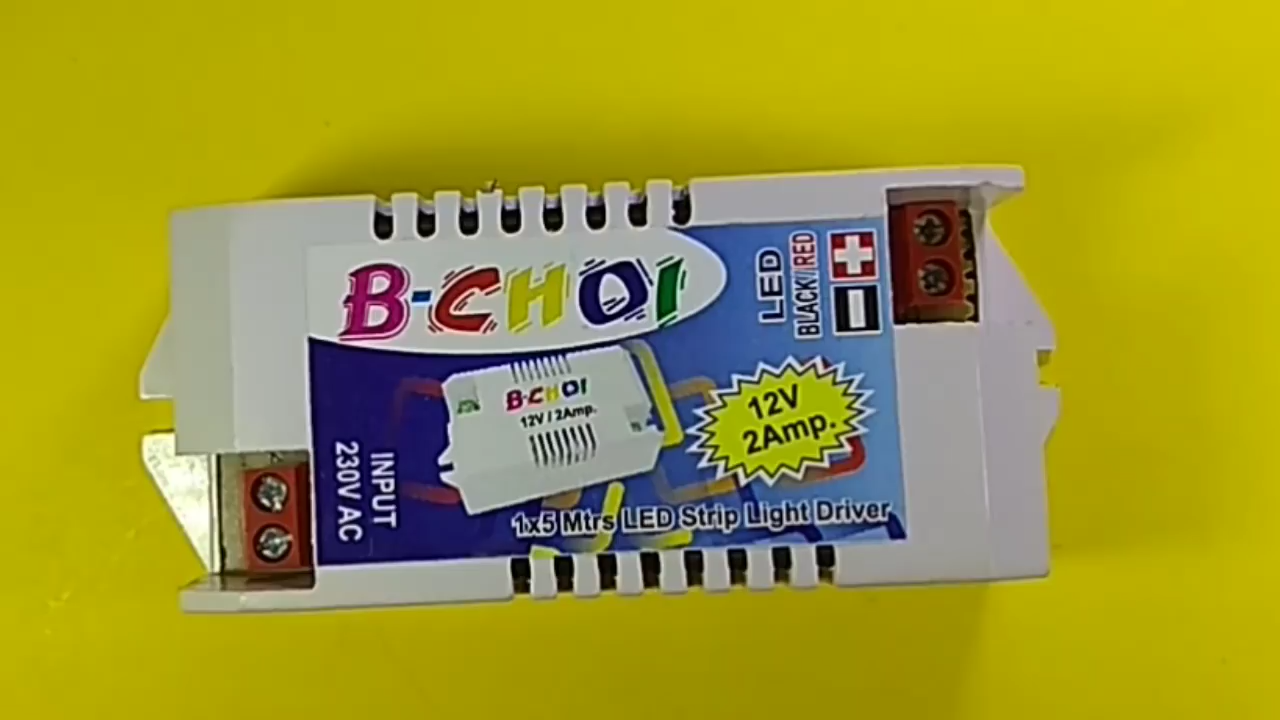 B-CHOI
LED
BLACK//RED
B-CHOI
12V / 2Amp.
12V
2Amp.
INPUT
230V AC
1x5 Mtrs LED Strip Light Driver